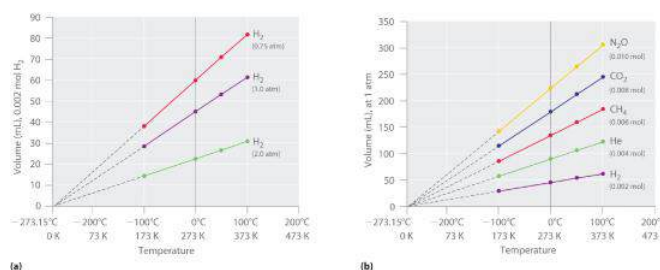 90
80
70
60
50
40
30
20
10
0
Volume (mL), 0.002 mol H2
H2
(0.75 atm)
H2
(1.0 atm)
H2
(2.0 atm)
−273.15°C −200°C −100°C 0°C 100°C 200°C
0 K 73 K 173 K 273 K 373 K 473 K
Temperature
(a)
350
300
250
200
150
100
50
0
Volume (mL), at 1 atm
N2O
(0.010 mol)
CO2
(0.008 mol)
CH4
(0.006 mol)
He
(0.004 mol)
H2
(0.002 mol)
−273.15°C −200°C −100°C 0°C 100°C 200°C
0 K 73 K 173 K 273 K 373 K 473 K
Temperature
(b)